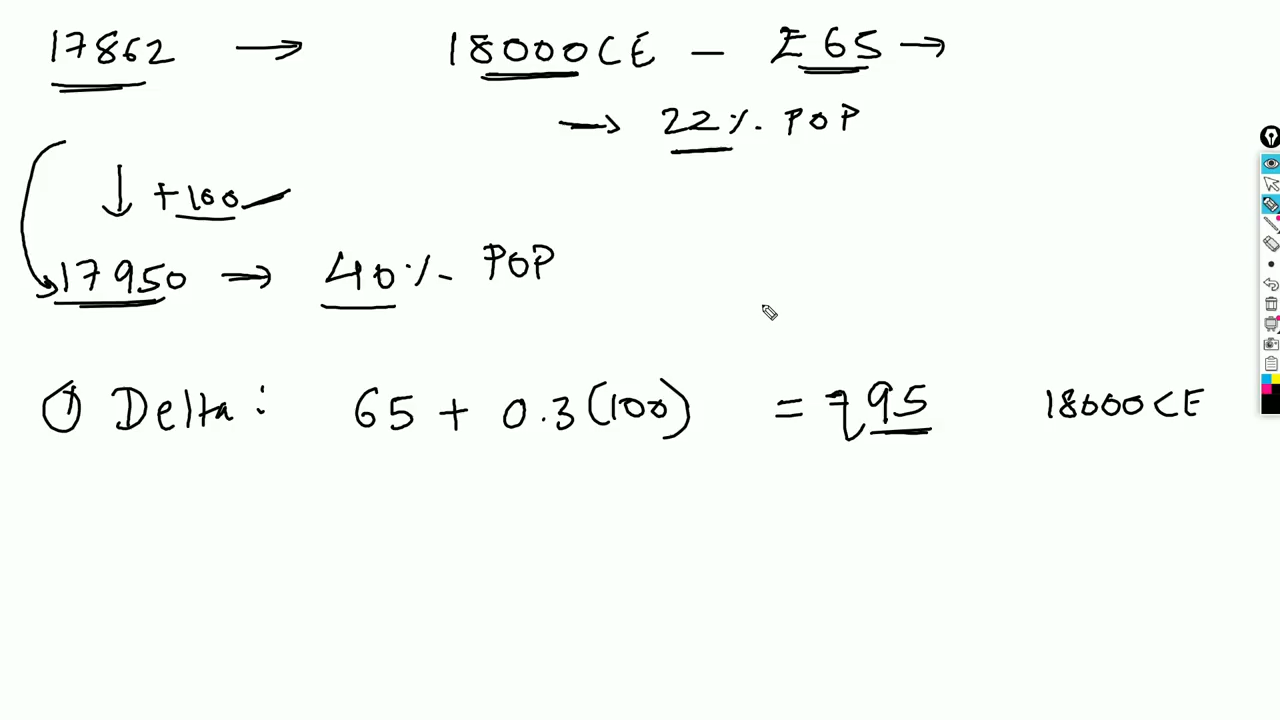 17862 → 18000CE — ₹65 →
→ 22% POP
↓ +100
17950 → 40% POP
① Delta: 65 + 0.3(100) = ₹95 18000CE